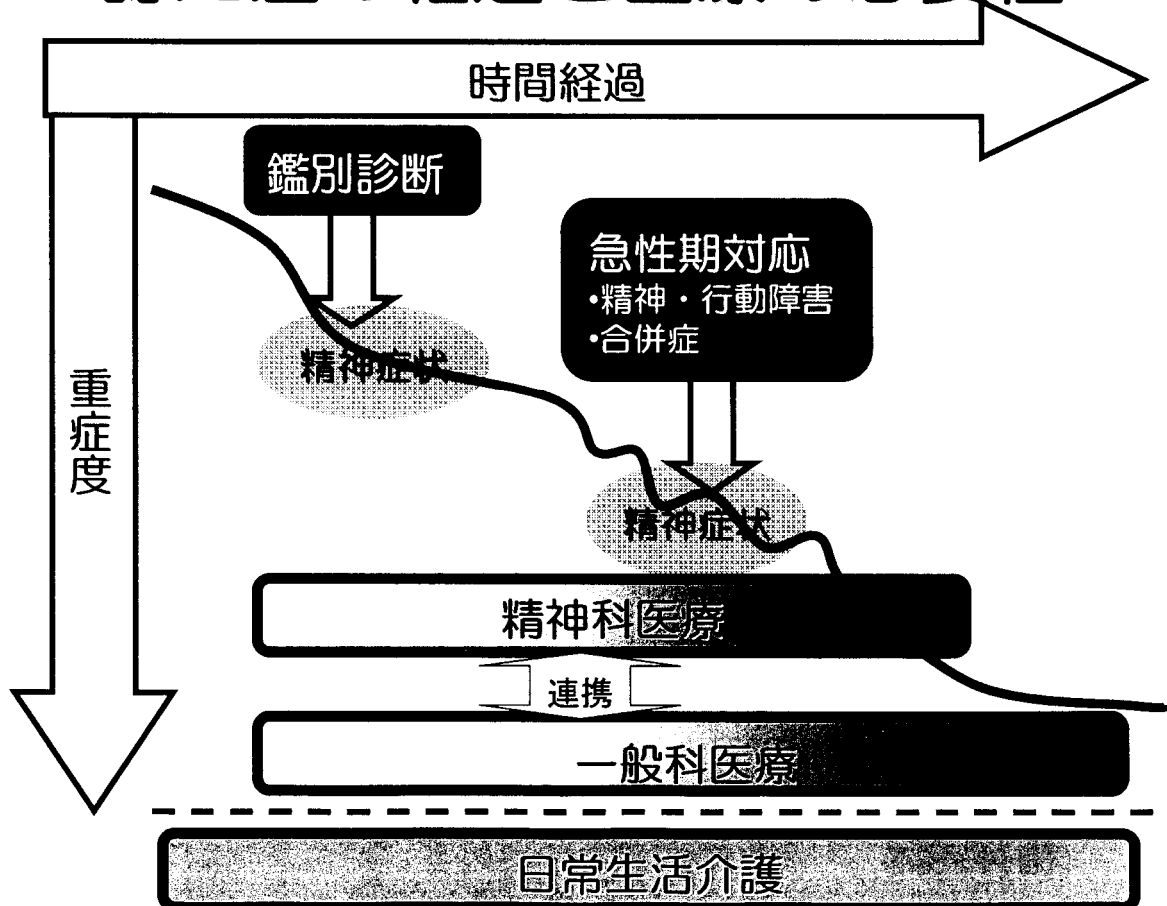 時間経過
鑑別診断
急性期対応
•精神・行動障害
•合併症
精神症状
重症度
精神症状
精神科医療
連携
一般科医療
日常生活介護